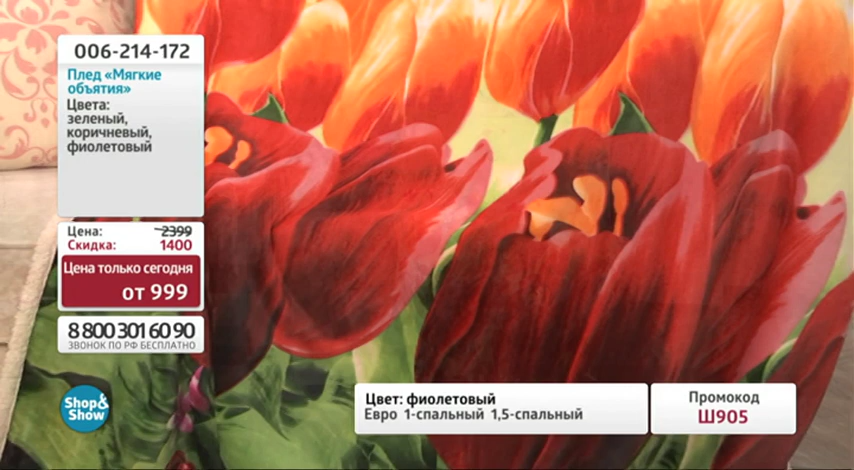 006-214-172
Плед «Мягкие
объятия»
Цвета:
зеленый,
коричневый,
фиолетовый
Цена: 2399
Скидка: 1400
Цена только сегодня
от 999
8 800 301 60 90
ЗВОНОК ПО РФ БЕСПЛАТНО
Shop&
Show
Цвет: фиолетовый
Евро 1-спальный 1,5-спальный
Промокод
Ш905